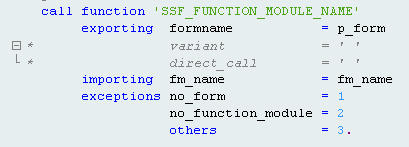 call function 'SSF_FUNCTION_MODULE_NAME'
exporting formname = p_form
* variant = ' '
* direct_call = ' '
importing fm_name = fm_name
exceptions no_form = 1
no_function_module = 2
others = 3.